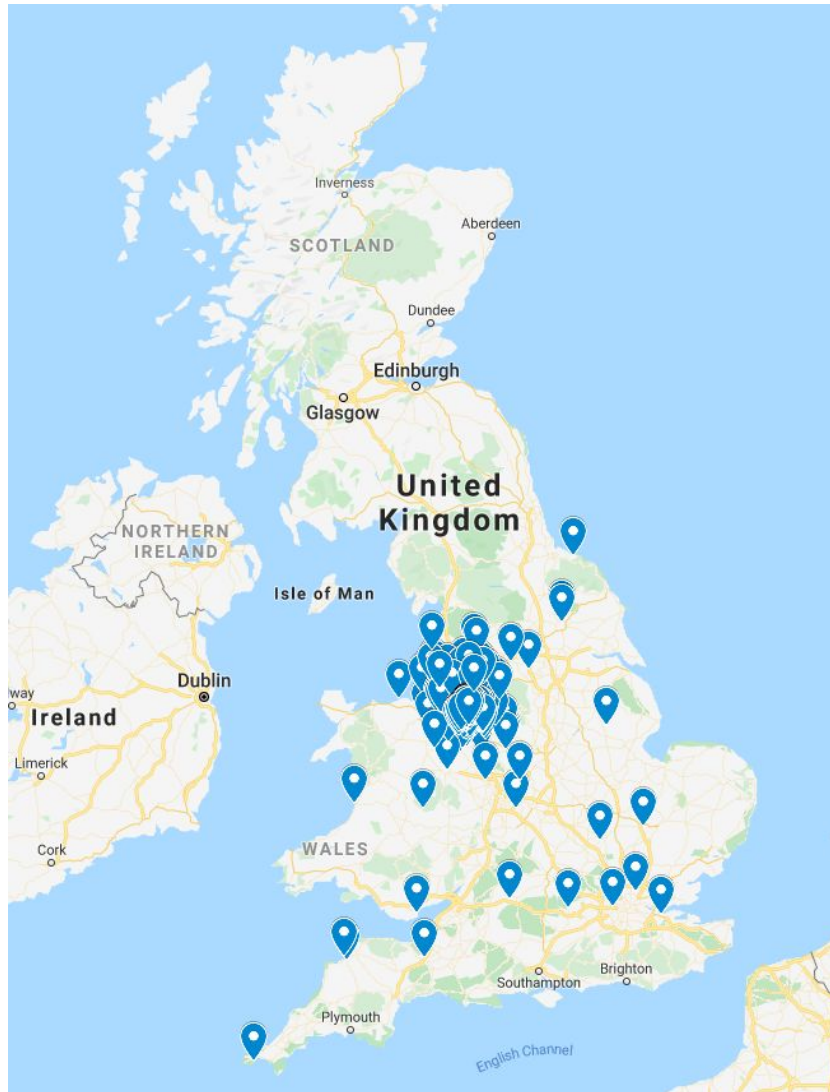 Inverness
SCOTLAND
Aberdeen
Dundee
Edinburgh
Glasgow
United
Kingdom
NORTHERN
IRELAND
Isle of Man
Dublin
way
Ireland
Limerick
Cork
WALES
Southampton
Brighton
Plymouth
English Channel